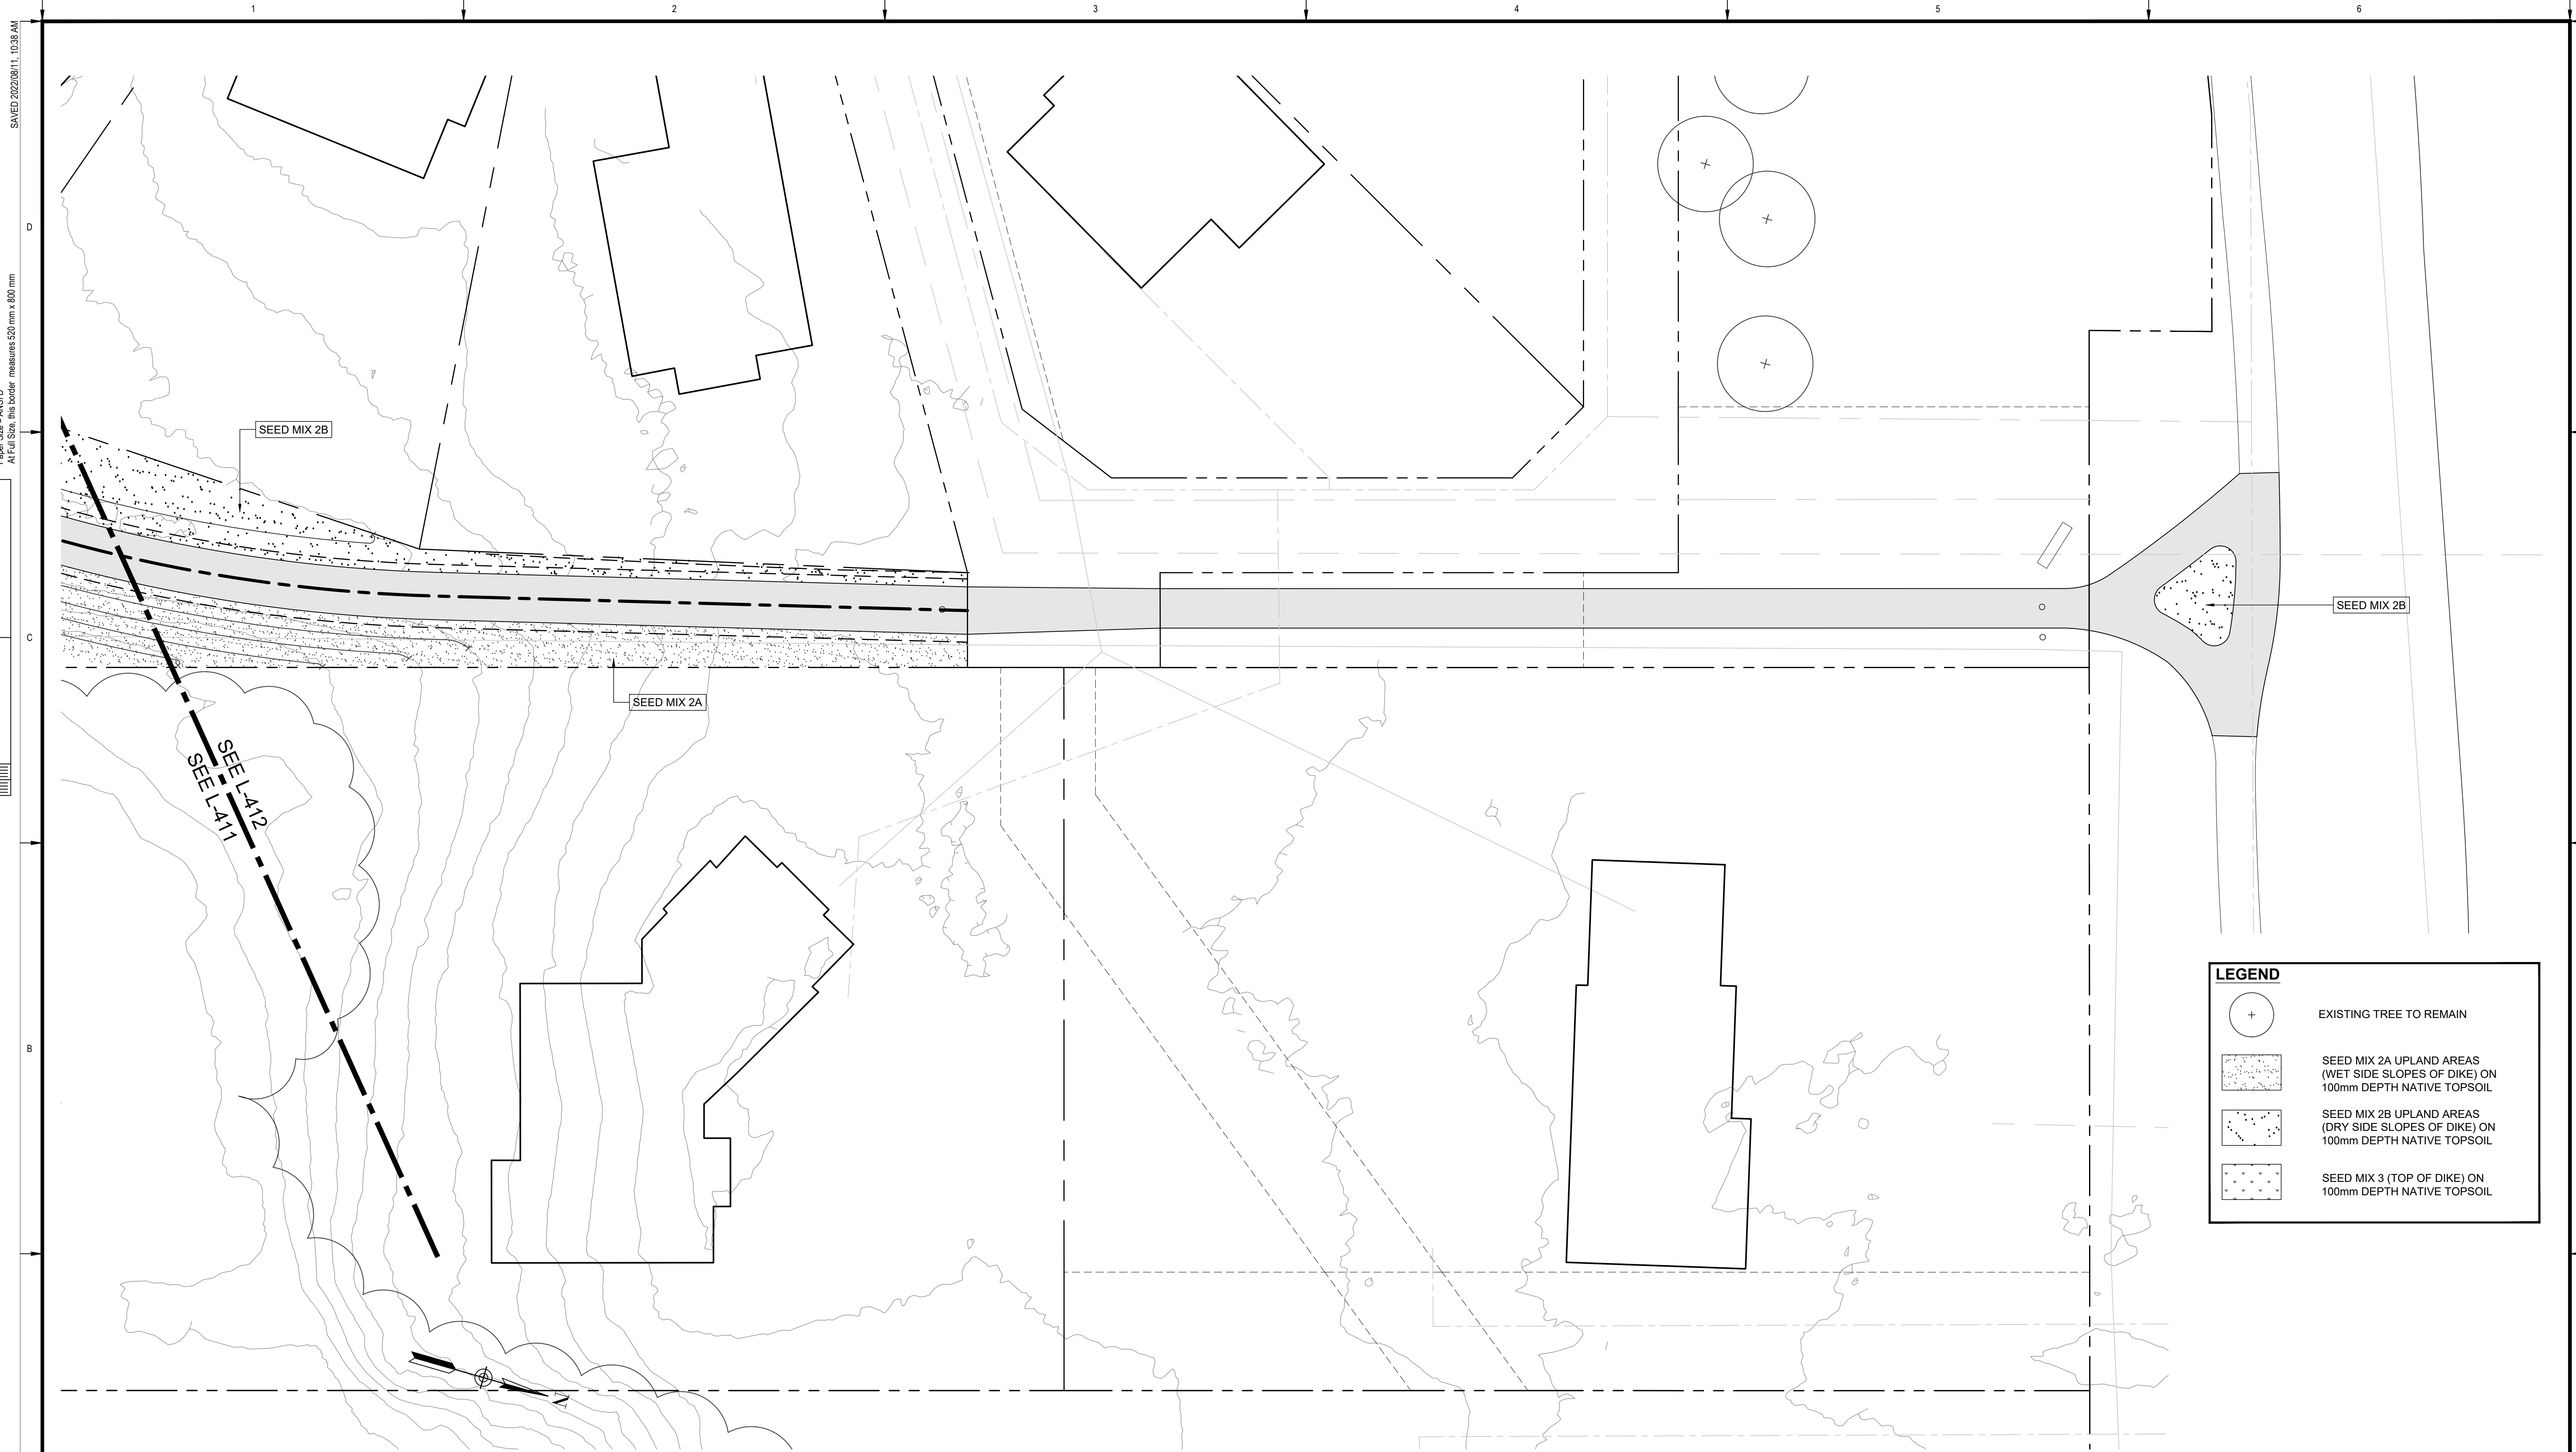 1
2
3
4
5
6
SAVED 2022/08/11, 10:38 AM
At Full Size, this border measures 520 mm x 800 mm
D
C
B
SEED MIX 2B
SEED MIX 2A
SEED MIX 2B
SEE L-412
SEE L-411
N
LEGEND
EXISTING TREE TO REMAIN
SEED MIX 2A UPLAND AREAS
(WET SIDE SLOPES OF DIKE) ON
100mm DEPTH NATIVE TOPSOIL
SEED MIX 2B UPLAND AREAS
(DRY SIDE SLOPES OF DIKE) ON
100mm DEPTH NATIVE TOPSOIL
SEED MIX 3 (TOP OF DIKE) ON
100mm DEPTH NATIVE TOPSOIL